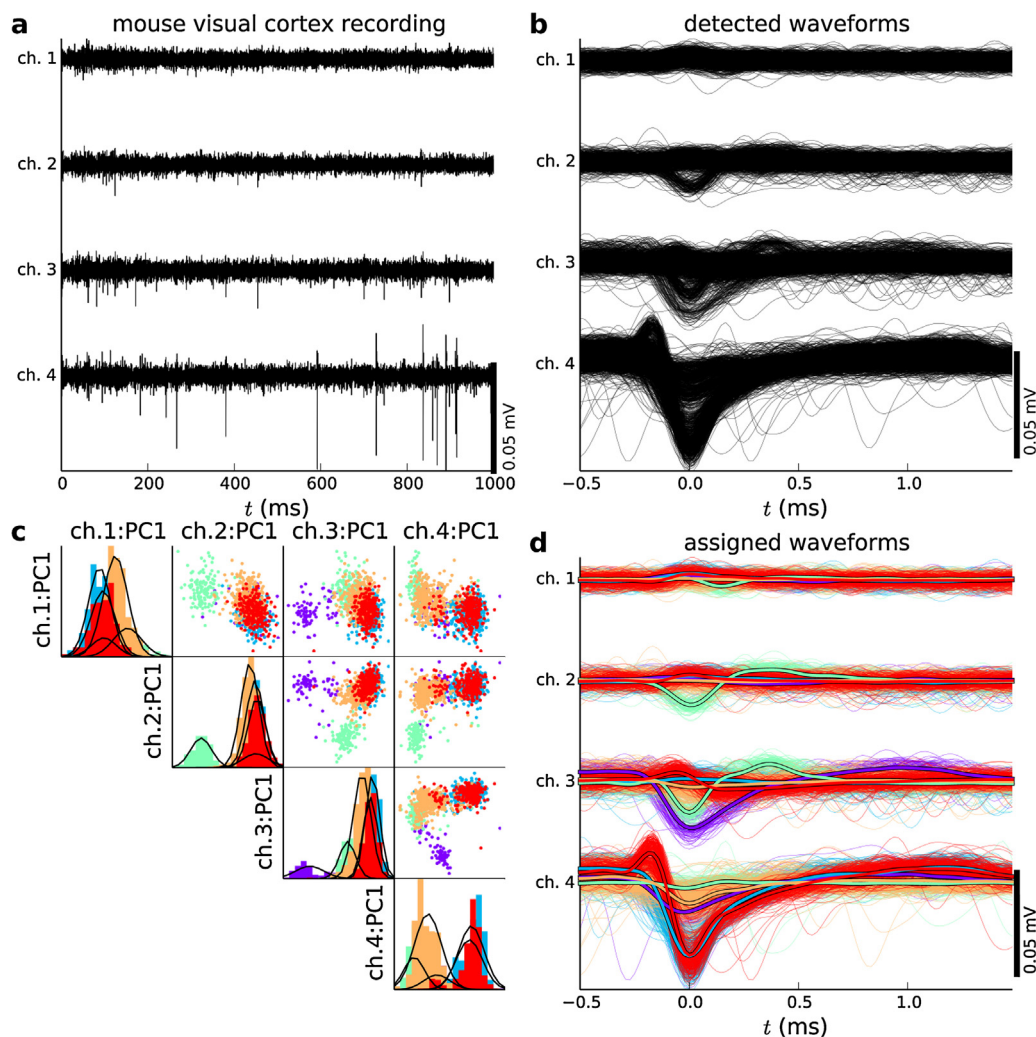 a mouse visual cortex recording
ch. 1
ch. 2
ch. 3
ch. 4
0.05 mV
0 200 400 600 800 1000
t (ms)
b detected waveforms
ch. 1
ch. 2
ch. 3
ch. 4
0.05 mV
−0.5 0.0 0.5 1.0
t (ms)
c ch.1:PC1 ch.2:PC1 ch.3:PC1 ch.4:PC1
ch.1:PC1
ch.2:PC1
ch.3:PC1
ch.4:PC1
d assigned waveforms
ch. 1
ch. 2
ch. 3
ch. 4
0.05 mV
−0.5 0.0 0.5 1.0
t (ms)